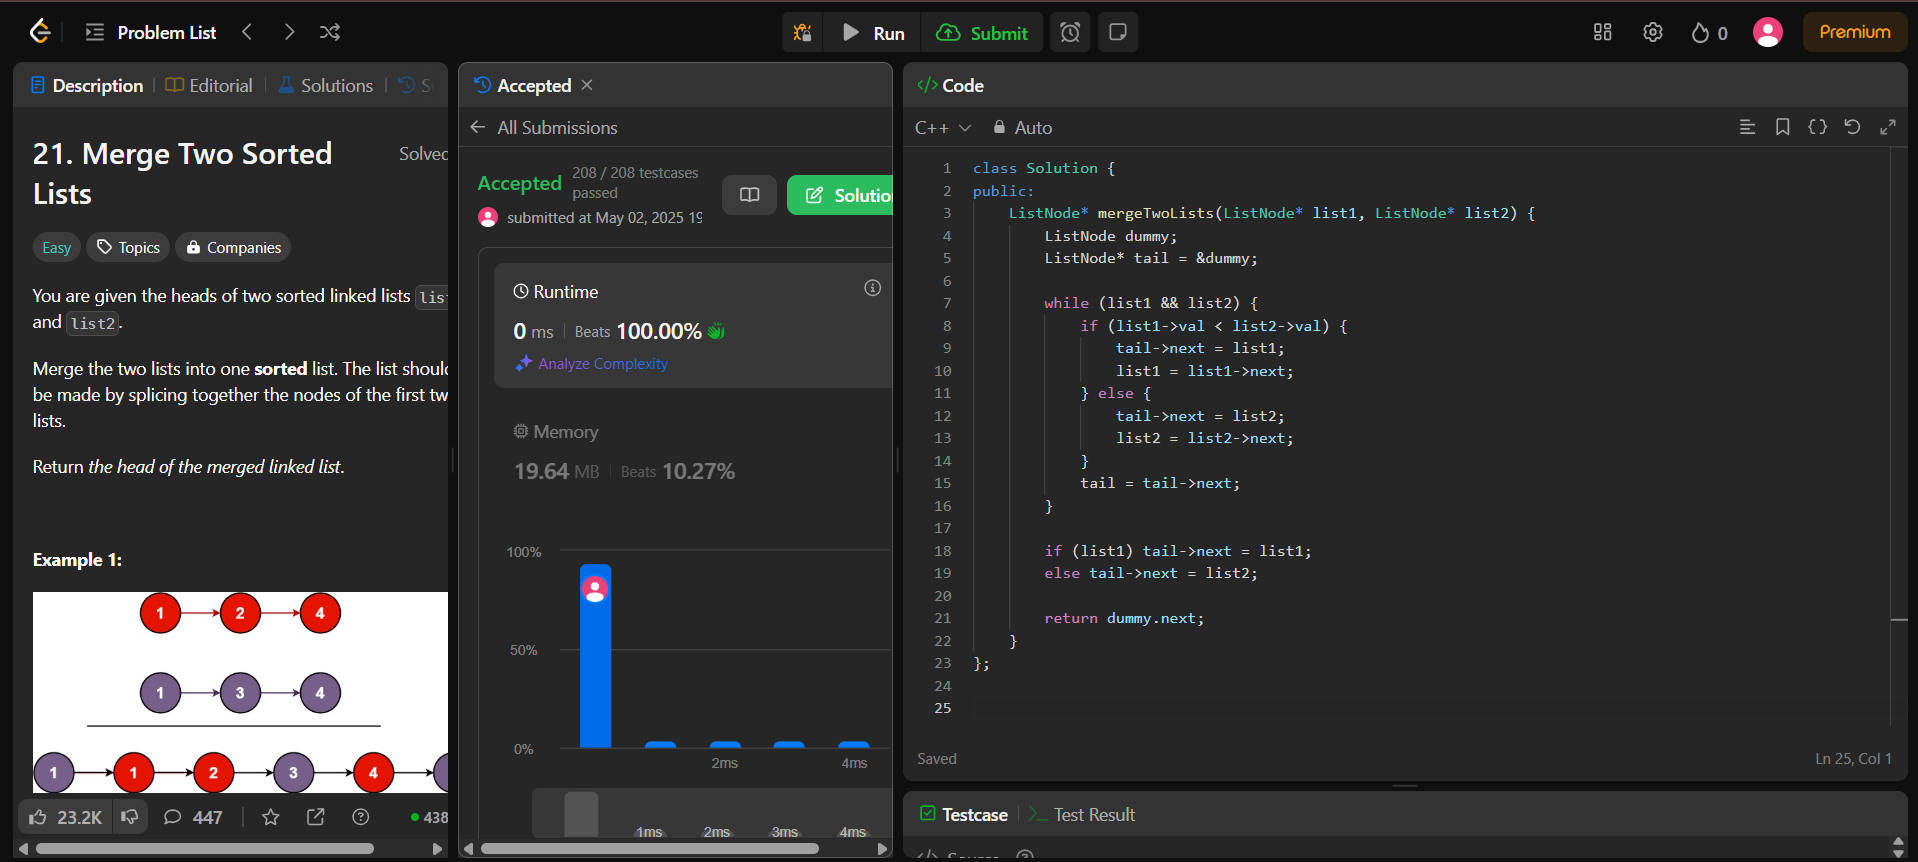 Problem List
Run
Submit
0
Premium
Description
Editorial
Solutions
S
21. Merge Two Sorted
Lists
Solved
Easy
Topics
Companies
You are given the heads of two sorted linked lists lis
and list2.
Merge the two lists into one sorted list. The list shoul
be made by splicing together the nodes of the first tw
lists.
Return the head of the merged linked list.
Example 1:
1
2
4
1
3
4
1
1
2
3
4
23.2K
447
438
Accepted
All Submissions
Accepted
208 / 208 testcases
passed
Solutio
submitted at May 02, 2025 19
Runtime
0 ms
Beats 100.00%
Analyze Complexity
Memory
19.64 MB
Beats 10.27%
100%
50%
0%
2ms
4ms
1ms
2ms
3ms
4ms
</> Code
C++
Auto
1 class Solution {
2 public:
3 ListNode* mergeTwoLists(ListNode* list1, ListNode* list2) {
4 ListNode dummy;
5 ListNode* tail = &dummy;
6
7 while (list1 && list2) {
8 if (list1->val < list2->val) {
9 tail->next = list1;
10 list1 = list1->next;
11 } else {
12 tail->next = list2;
13 list2 = list2->next;
14 }
15 tail = tail->next;
16 }
17
18 if (list1) tail->next = list1;
19 else tail->next = list2;
20
21 return dummy.next;
22 }
23 };
24
25
Saved
Ln 25, Col 1
Testcase
>_ Test Result
</> Source